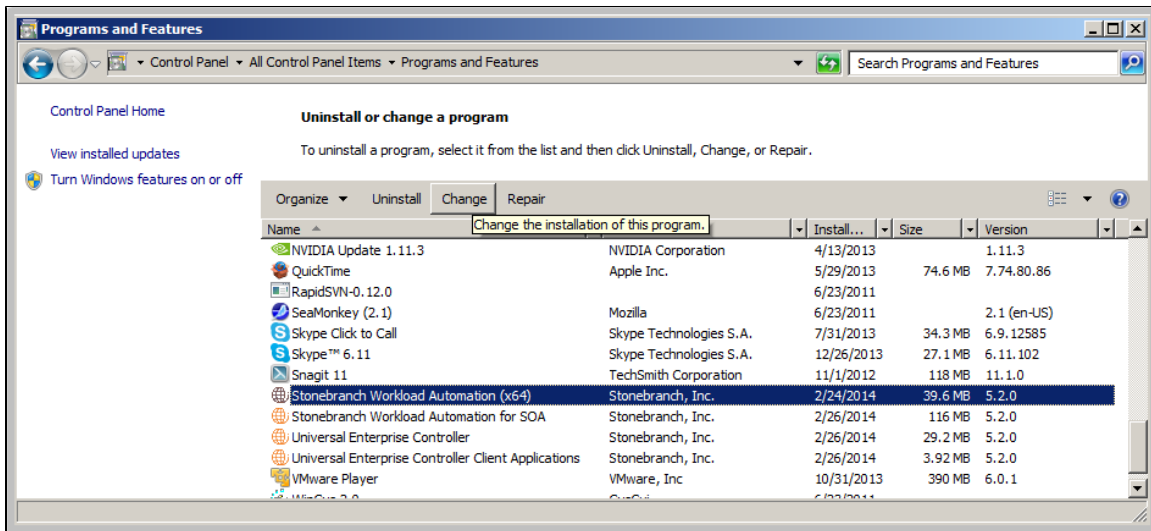 Programs and Features
Control Panel All Control Panel Items Programs and Features Search Programs and Features
Control Panel Home
View installed updates
Turn Windows features on or off
Uninstall or change a program
To uninstall a program, select it from the list and then click Uninstall, Change, or Repair.
Organize Uninstall Change Repair
Change the installation of this program.
Name Install... Size Version
NVIDIA Update 1.11.3 NVIDIA Corporation 4/13/2013 1.11.3
QuickTime Apple Inc. 5/29/2013 74.6 MB 7.74.80.86
RapidSVN-0.12.0 6/23/2011
SeaMonkey (2.1) Mozilla 6/23/2011 2.1 (en-US)
Skype Click to Call Skype Technologies S.A. 7/31/2013 34.3 MB 6.9.12585
Skype™ 6.11 Skype Technologies S.A. 12/26/2013 27.1 MB 6.11.102
Snagit 11 TechSmith Corporation 11/1/2012 118 MB 11.1.0
Stonebranch Workload Automation (x64) Stonebranch, Inc. 2/24/2014 39.6 MB 5.2.0
Stonebranch Workload Automation for SOA Stonebranch, Inc. 2/26/2014 116 MB 5.2.0
Universal Enterprise Controller Stonebranch, Inc. 2/26/2014 29.2 MB 5.2.0
Universal Enterprise Controller Client Applications Stonebranch, Inc. 2/26/2014 3.92 MB 5.2.0
VMware Player VMware, Inc 10/31/2013 390 MB 6.0.1